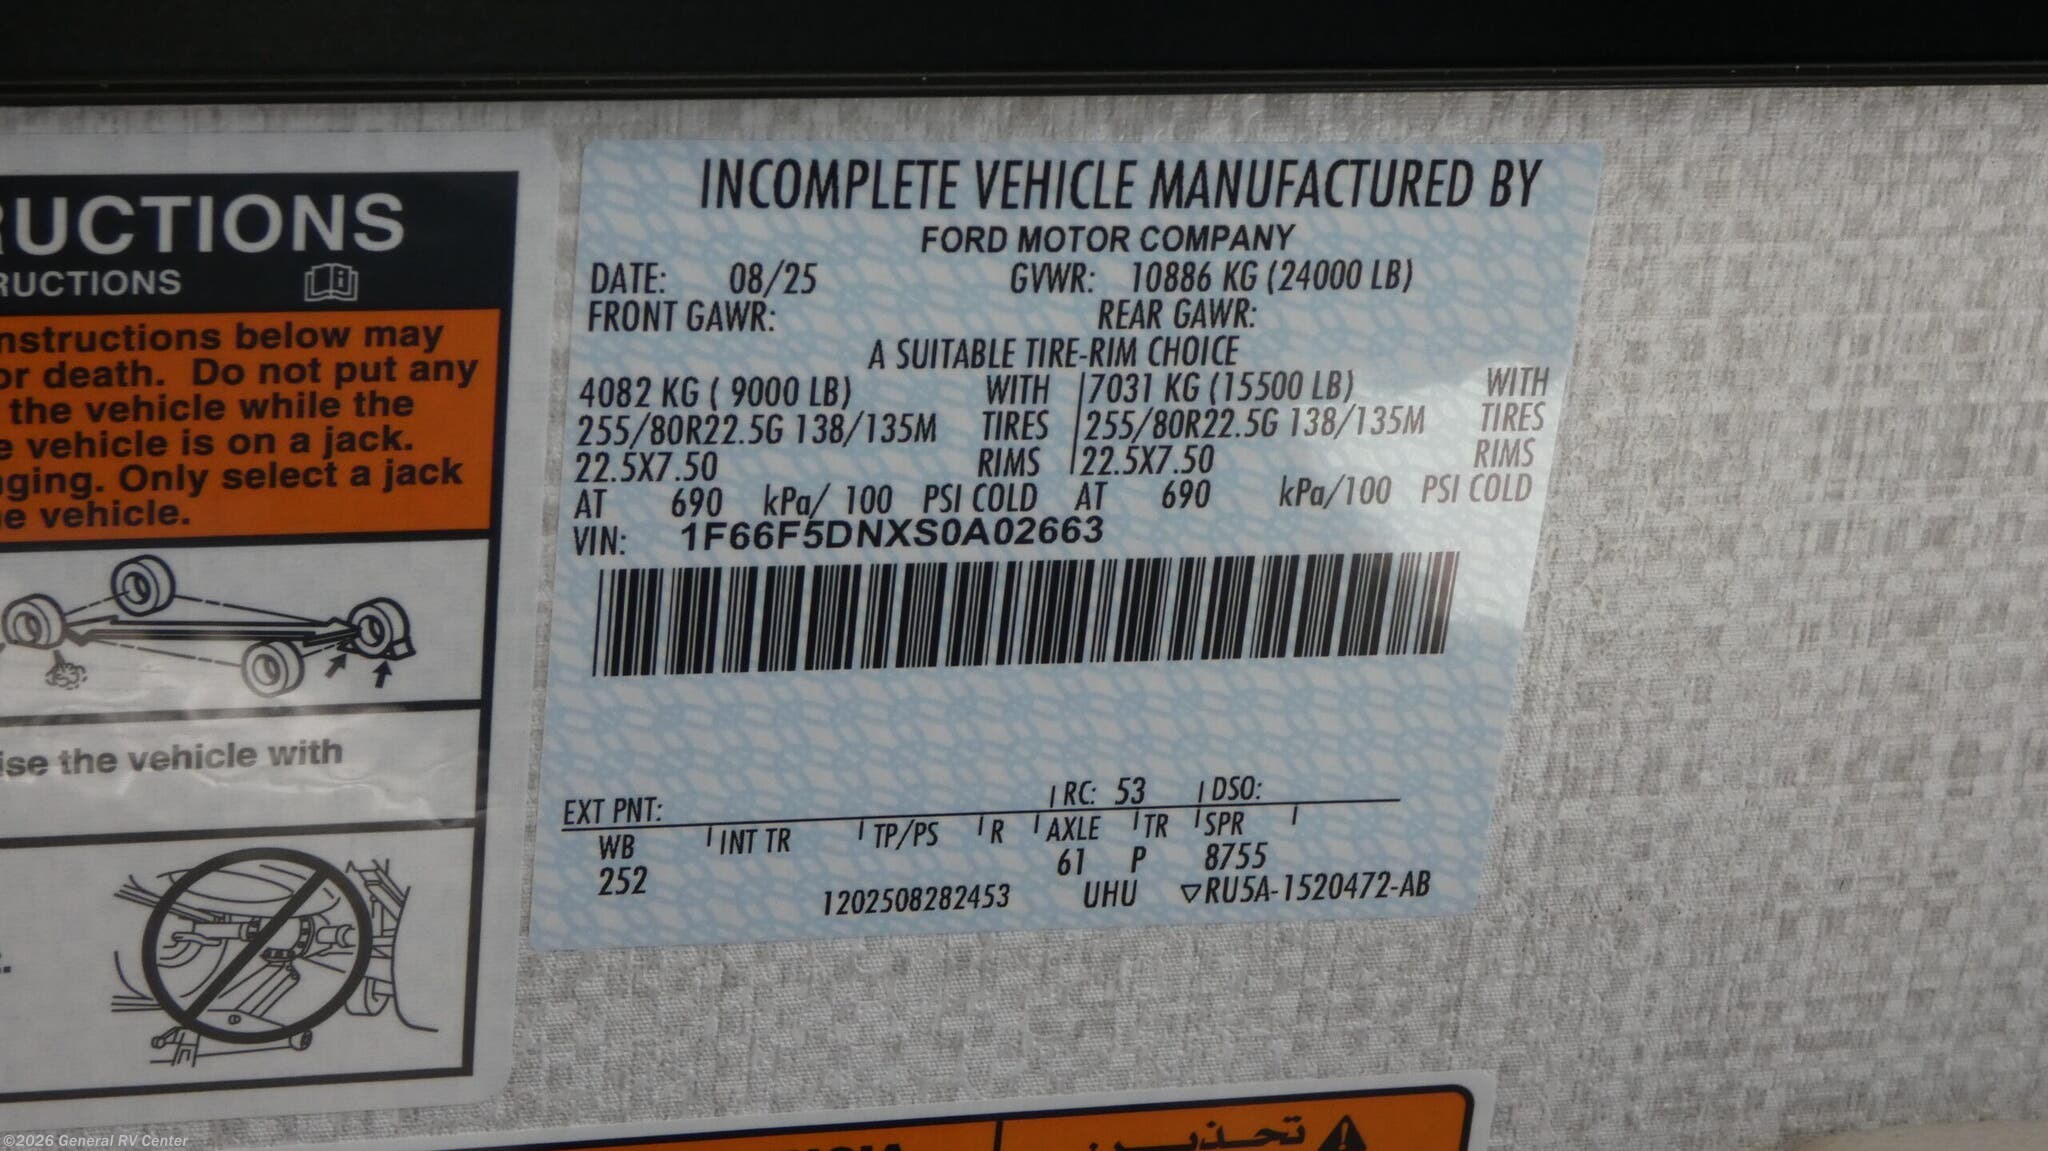 RUCTIONS
RUCTIONS
nstructions below may
or death. Do not put any
the vehicle while the
e vehicle is on a jack.
ging. Only select a jack
e vehicle.
ise the vehicle with
INCOMPLETE VEHICLE MANUFACTURED BY
FORD MOTOR COMPANY
DATE: 08/25 GVWR: 10886 KG (24000 LB)
FRONT GAWR: REAR GAWR:
A SUITABLE TIRE-RIM CHOICE
4082 KG ( 9000 LB) WITH 7031 KG (15500 LB) WITH
255/80R22.5G 138/135M TIRES 255/80R22.5G 138/135M TIRES
22.5X7.50 RIMS 22.5X7.50 RIMS
AT 690 kPa/ 100 PSI COLD AT 690 kPa/100 PSI COLD
VIN: 1F66F5DNXS0A02663
EXT PNT: RC: 53 DSO:
WB INT TR TP/PS R AXLE TR SPR
252 61 P 8755
1202508282453 UHU ▽RU5A-1520472-AB
تحذير
©2026 General RV Center